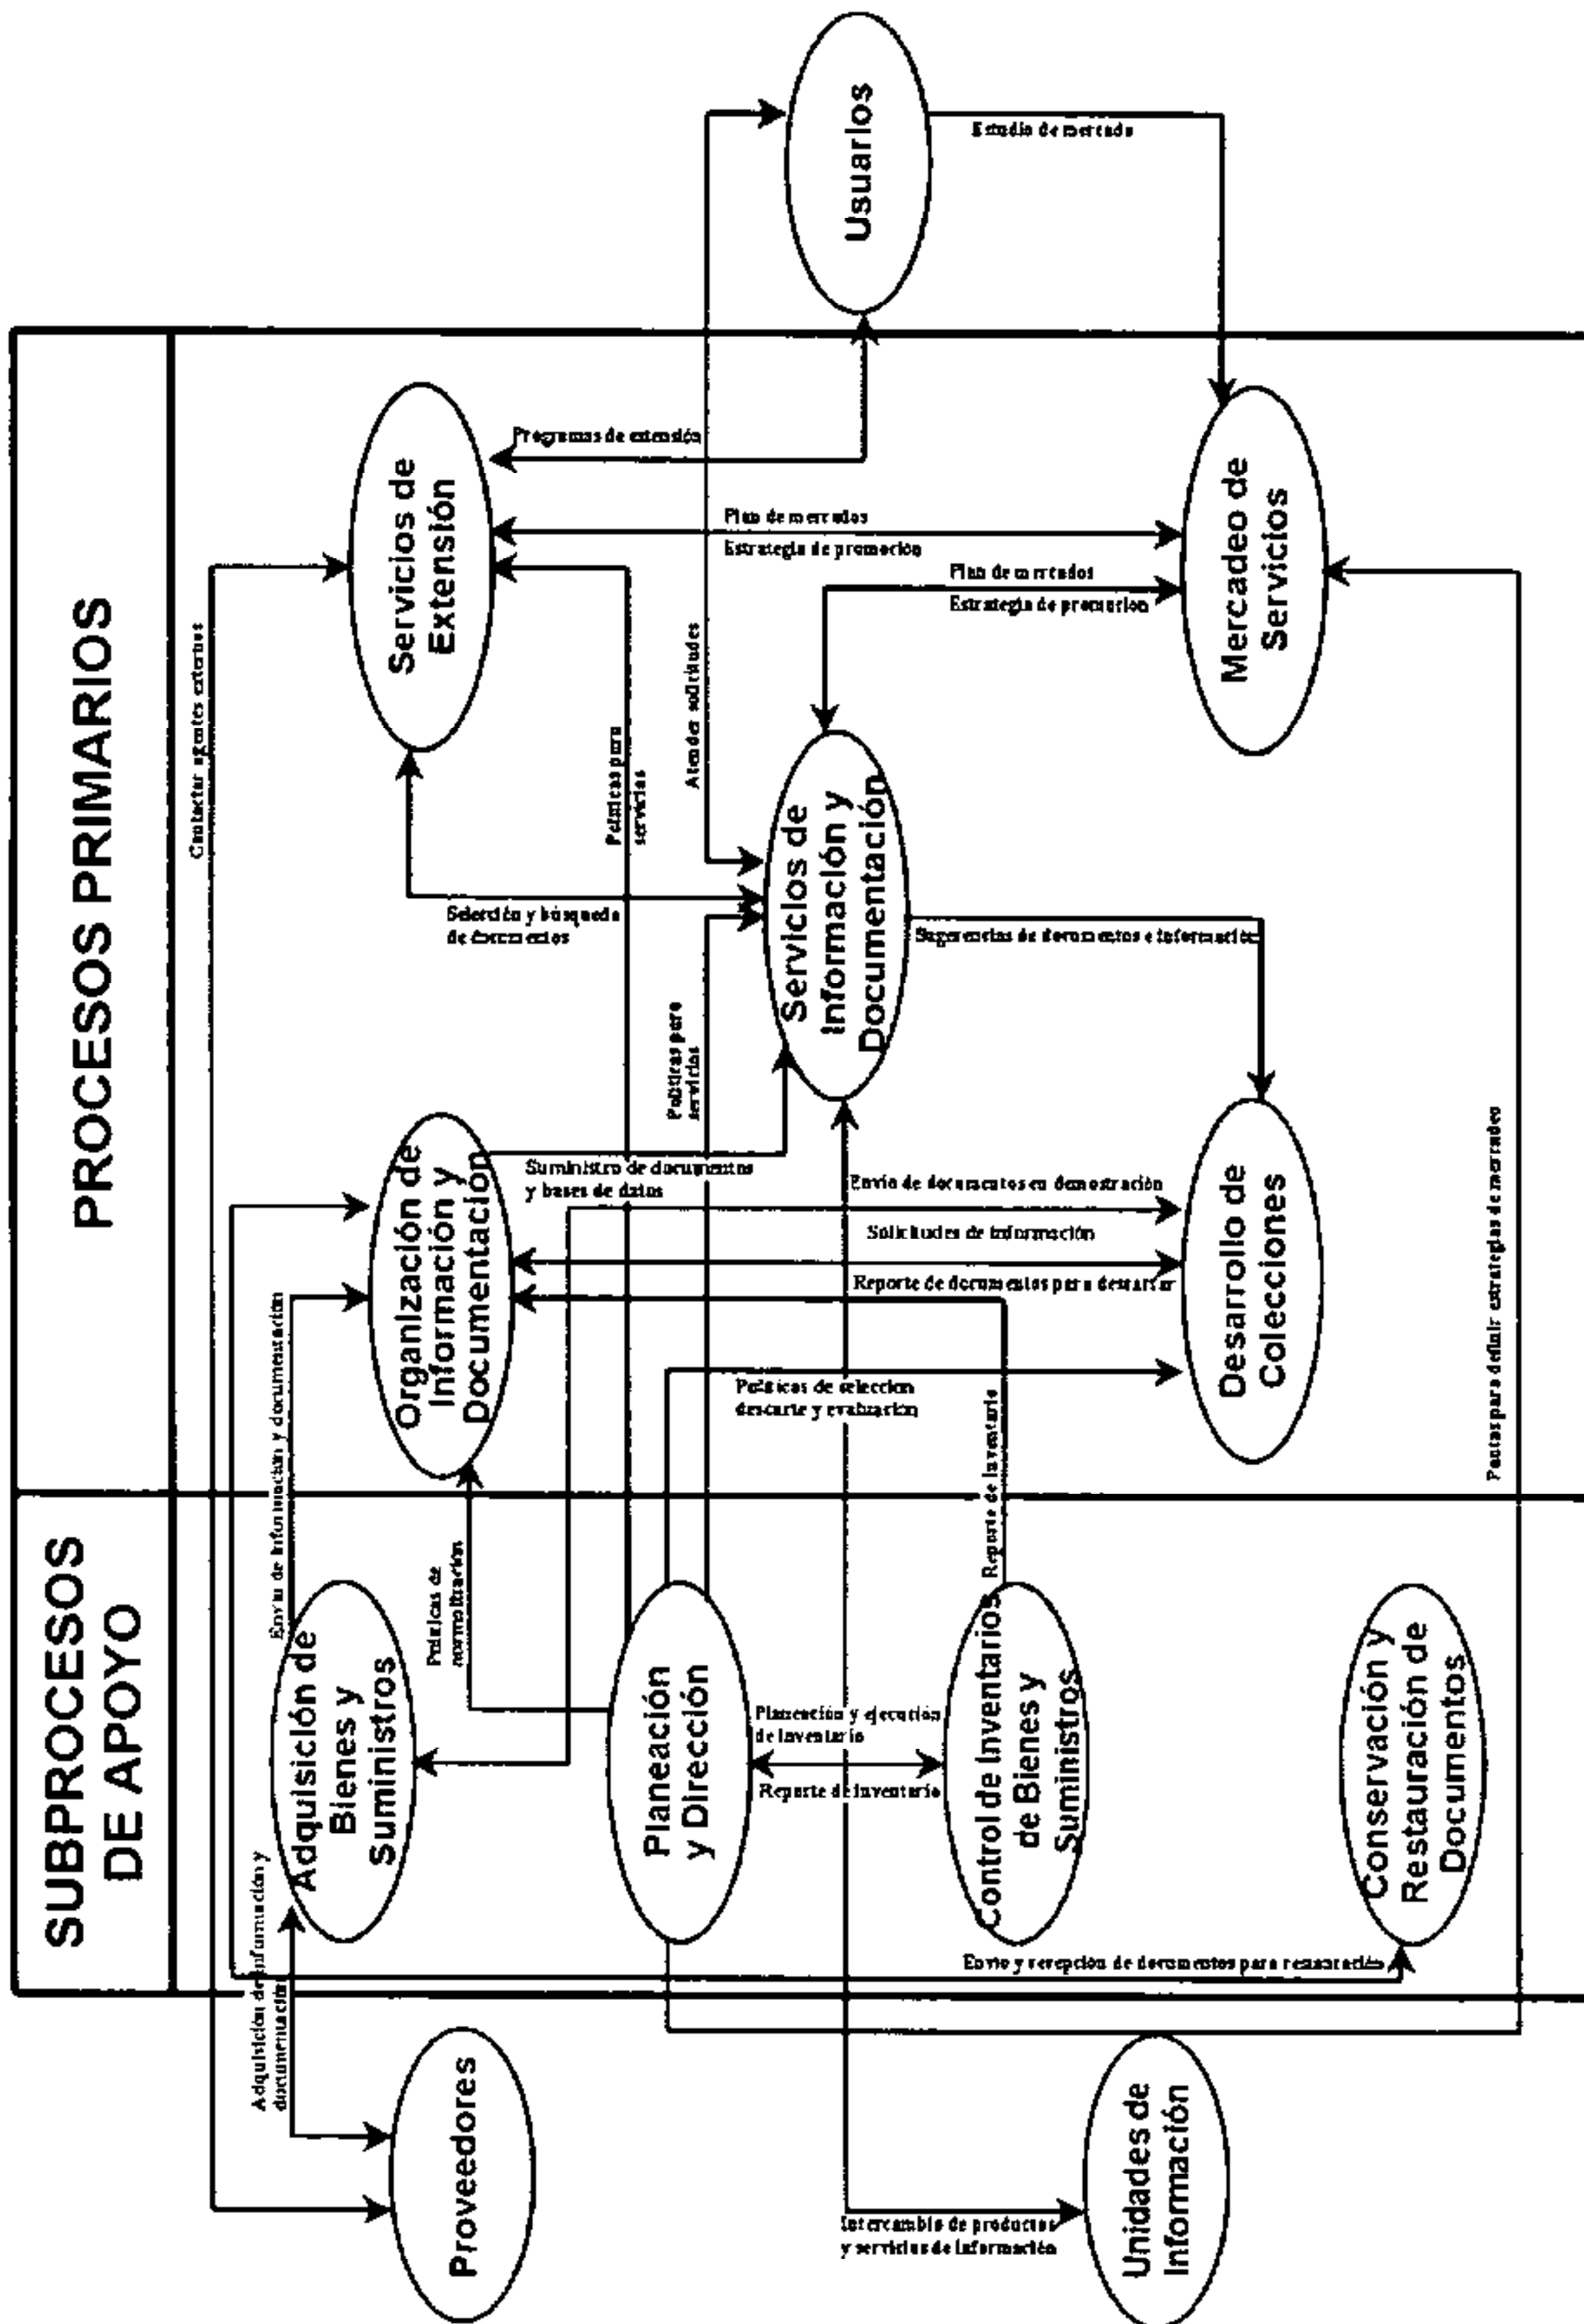 SUBPROCESOS
DE APOYO
PROCESOS PRIMARIOS
Contactar agentes externos
Adquisición de información y
documentación
Envío de información y documentación
Proveedores
Adquisición de
Bienes y
Suministros
Políticas de
Organización de
Información y
Documentacion
Servicios de
Extensión
Selección y búsqueda
de documentos
Programas de extensión
Suministro de documentos
y bases de datos
Políticas para
servicios
Políticas para
servicios
Atender solicitudes
Planeación
y Dirección
Políticas de seleccion
descarte y evaluacion
Plan de mercados
Estrategia de promoción
Planeación y ejecución
de inventario
Reporte de inventario
Servicios de
Información y
Documentación
Usuarios
Intercambio de productos
y servicios de información
Envío de documentos en demostración
Solicitudes de información
Reporte de documentos para descartar
Sugerencias de documentos e información
Plan de mercados
Estrategia de promoción
Estudio de mercado
Control de Inventarios
de Bienes y
Suministros
Reporte de inventario
Envío y recepción de documentos para restauración
Unidades de
Información
Desarrollo de
Colecciones
Mercadeo de
Servicios
Conservación y
Restauración de
Documentos
Pautas para definir estrategias de mercadeo